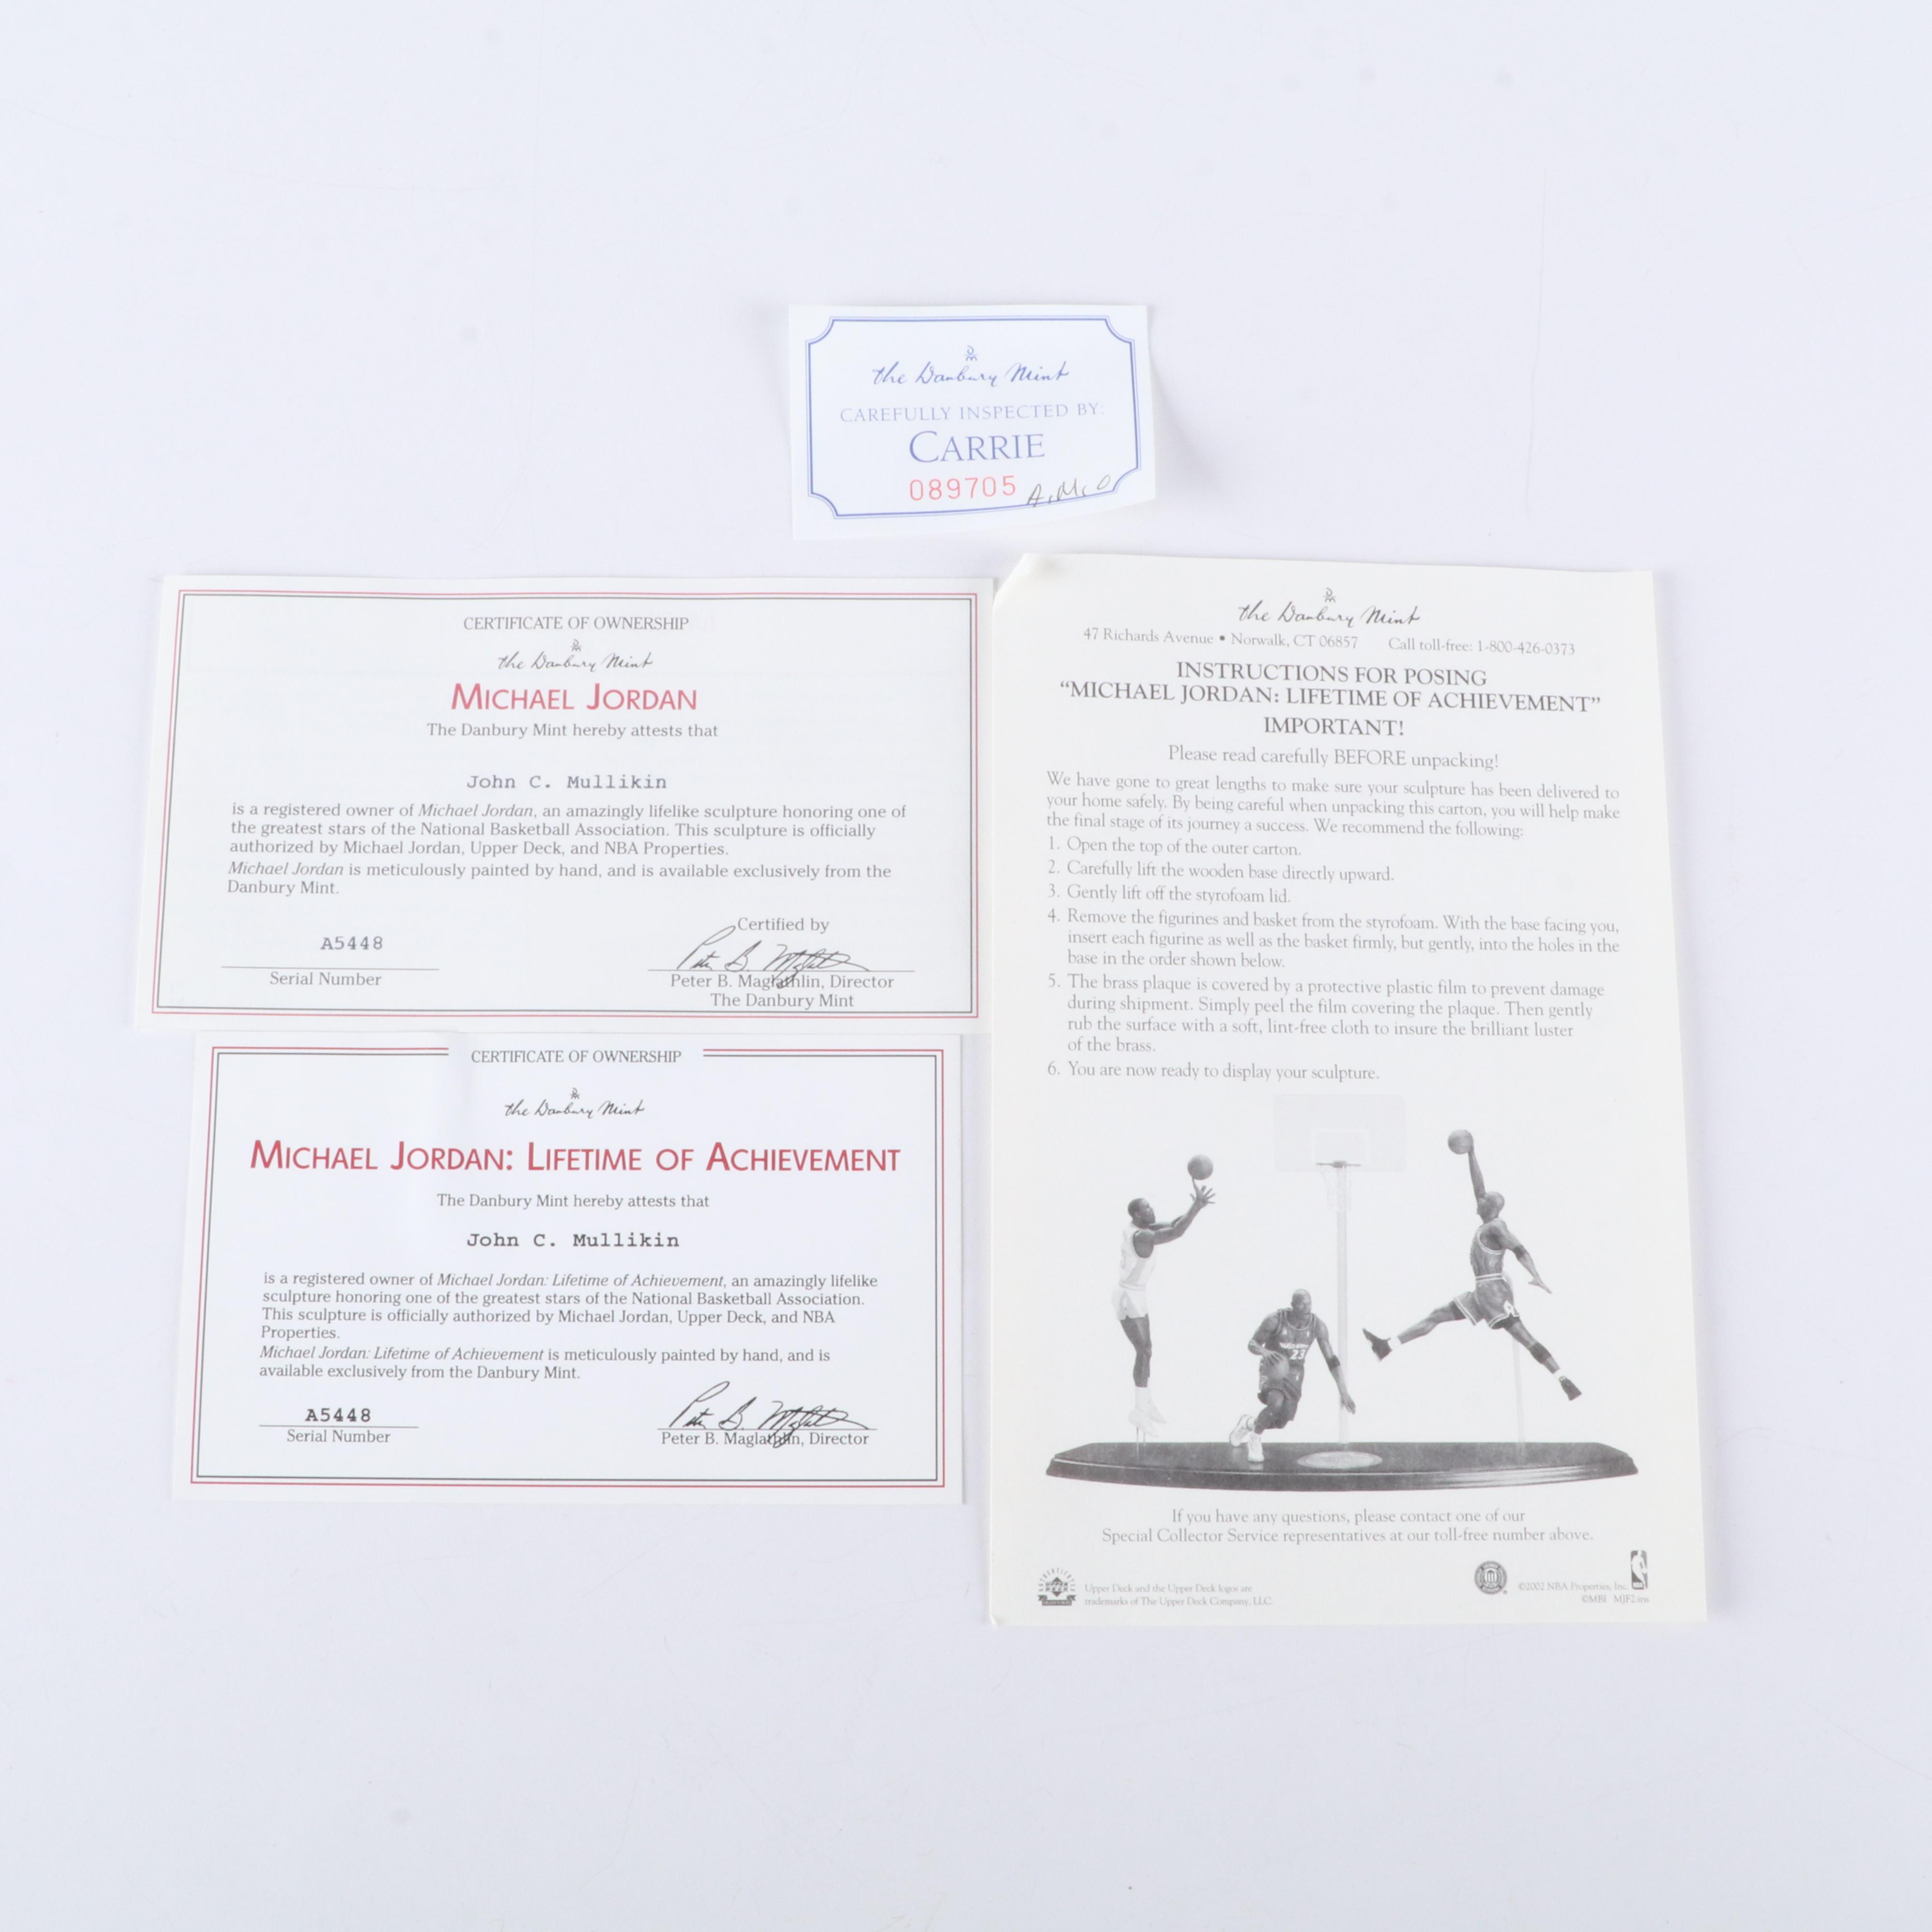 the Danbury Mint
CAREFULLY INSPECTED BY:
CARRIE
089705 A.M.O
CERTIFICATE OF OWNERSHIP
the Danbury Mint
MICHAEL JORDAN
The Danbury Mint hereby attests that
John C. Mullikin
is a registered owner of Michael Jordan, an amazingly lifelike sculpture honoring one of
the greatest stars of the National Basketball Association. This sculpture is officially
authorized by Michael Jordan, Upper Deck, and NBA Properties.
Michael Jordan is meticulously painted by hand, and is available exclusively from the
Danbury Mint.
A5448
Serial Number
Certified by
Peter B. Maglathlin, Director
The Danbury Mint
CERTIFICATE OF OWNERSHIP
the Danbury Mint
MICHAEL JORDAN: LIFETIME OF ACHIEVEMENT
The Danbury Mint hereby attests that
John C. Mullikin
is a registered owner of Michael Jordan: Lifetime of Achievement, an amazingly lifelike
sculpture honoring one of the greatest stars of the National Basketball Association.
This sculpture is officially authorized by Michael Jordan, Upper Deck, and NBA
Properties.
Michael Jordan: Lifetime of Achievement is meticulously painted by hand, and is
available exclusively from the Danbury Mint.
A5448
Serial Number
Peter B. Maglathlin, Director
the Danbury Mint
47 Richards Avenue • Norwalk, CT 06857 Call toll-free: 1-800-426-0373
INSTRUCTIONS FOR POSING
“MICHAEL JORDAN: LIFETIME OF ACHIEVEMENT”
IMPORTANT!
Please read carefully BEFORE unpacking!
We have gone to great lengths to make sure your sculpture has been delivered to
your home safely. By being careful when unpacking this carton, you will help make
the final stage of its journey a success. We recommend the following:
1. Open the top of the outer carton.
2. Carefully lift the wooden base directly upward.
3. Gently lift off the styrofoam lid.
4. Remove the figurines and basket from the styrofoam. With the base facing you,
insert each figurine as well as the basket firmly, but gently, into the holes in the
base in the order shown below.
5. The brass plaque is covered by a protective plastic film to prevent damage
during shipment. Simply peel the film covering the plaque. Then gently
rub the surface with a soft, lint-free cloth to insure the brilliant luster
of the brass.
6. You are now ready to display your sculpture.
23
If you have any questions, please contact one of our
Special Collector Service representatives at our toll-free number above.
Upper Deck and the Upper Deck logos are
trademarks of The Upper Deck Company, LLC.
©2002 NBA Properties, Inc.
©MBI MJF2.ins